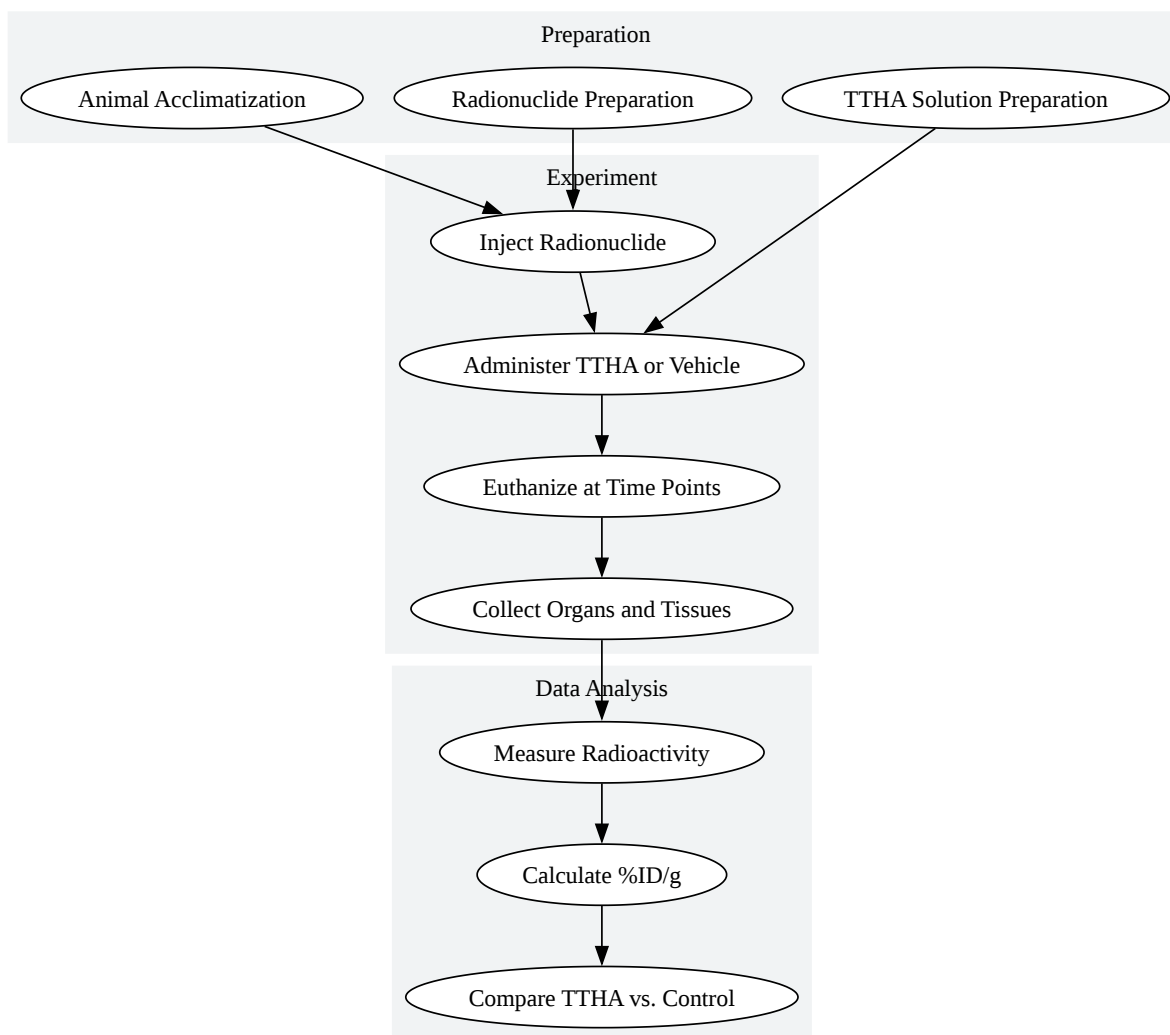 Preparation
Animal Acclimatization
Radionuclide Preparation
TTHA Solution Preparation
Experiment
Inject Radionuclide
Administer TTHA or Vehicle
Euthanize at Time Points
Collect Organs and Tissues
Data Analysis
Measure Radioactivity
Calculate %ID/g
Compare TTHA vs. Control